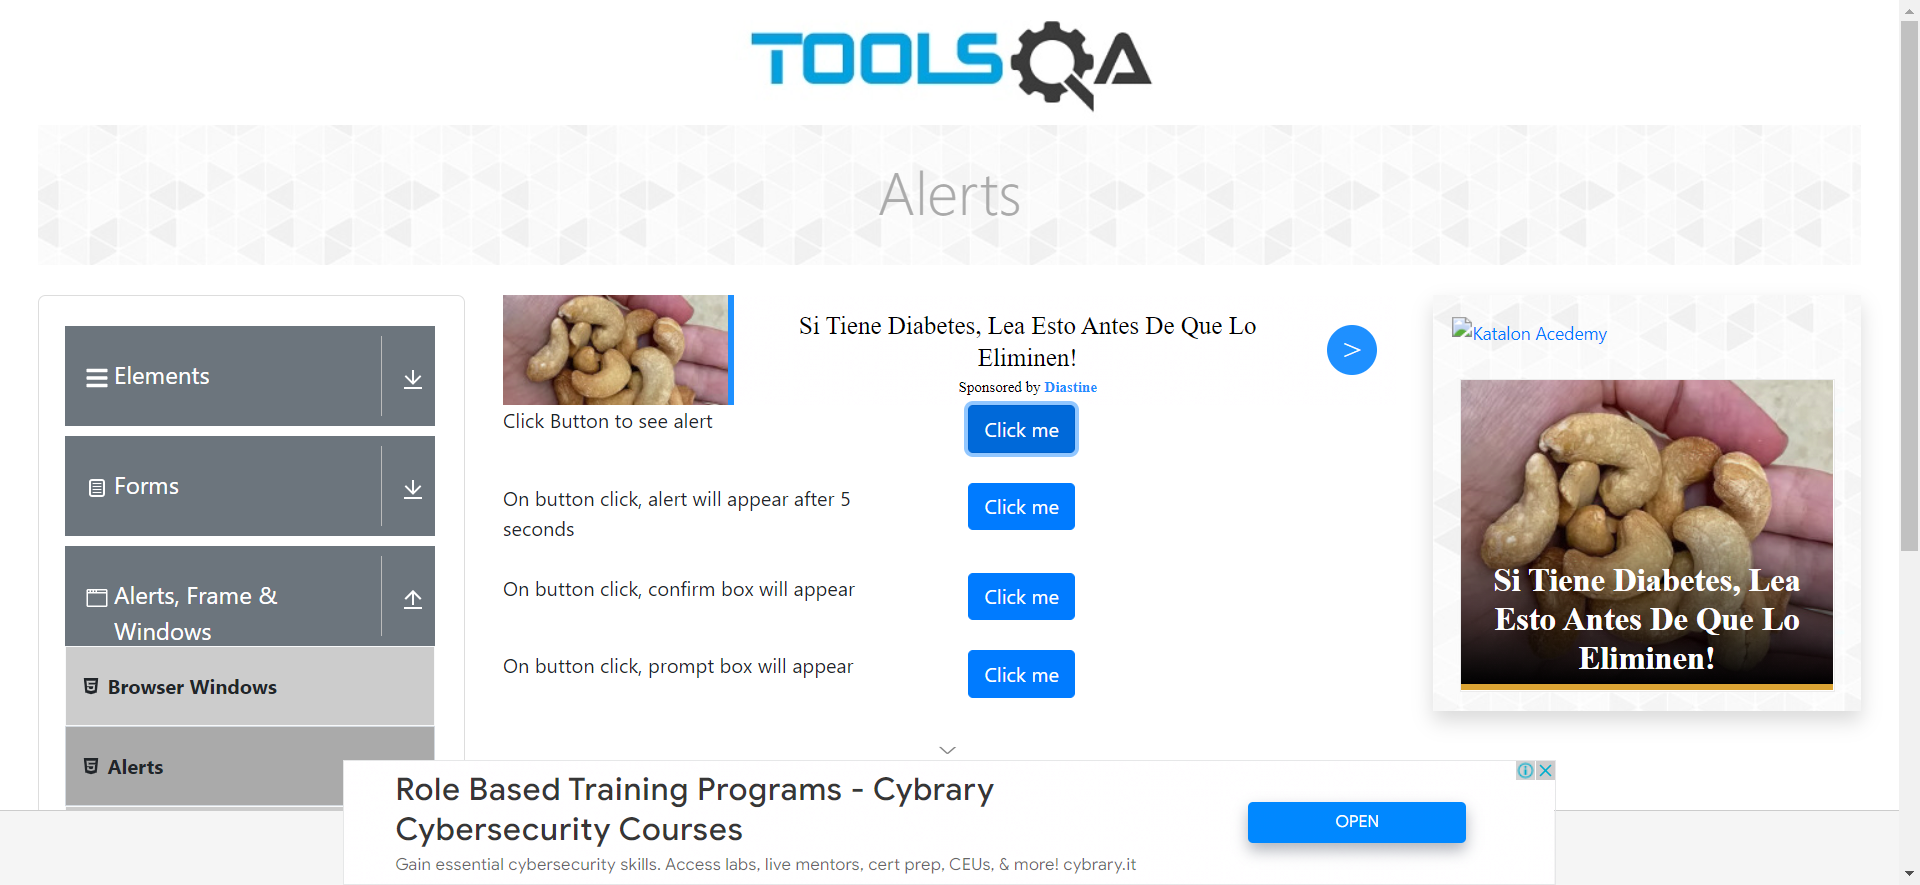 TOOLSQA
Alerts
Elements
Forms
Alerts, Frame &
Windows
Browser Windows
Alerts
Si Tiene Diabetes, Lea Esto Antes De Que Lo
Eliminen!
Sponsored by Diastine
>
Click Button to see alert
Click me
On button click, alert will appear after 5
seconds
Click me
On button click, confirm box will appear
Click me
On button click, prompt box will appear
Click me
Katalon Acedemy
Si Tiene Diabetes, Lea
Esto Antes De Que Lo
Eliminen!
Role Based Training Programs - Cybrary
Cybersecurity Courses
Gain essential cybersecurity skills. Access labs, live mentors, cert prep, CEUs, & more! cybrary.it
OPEN